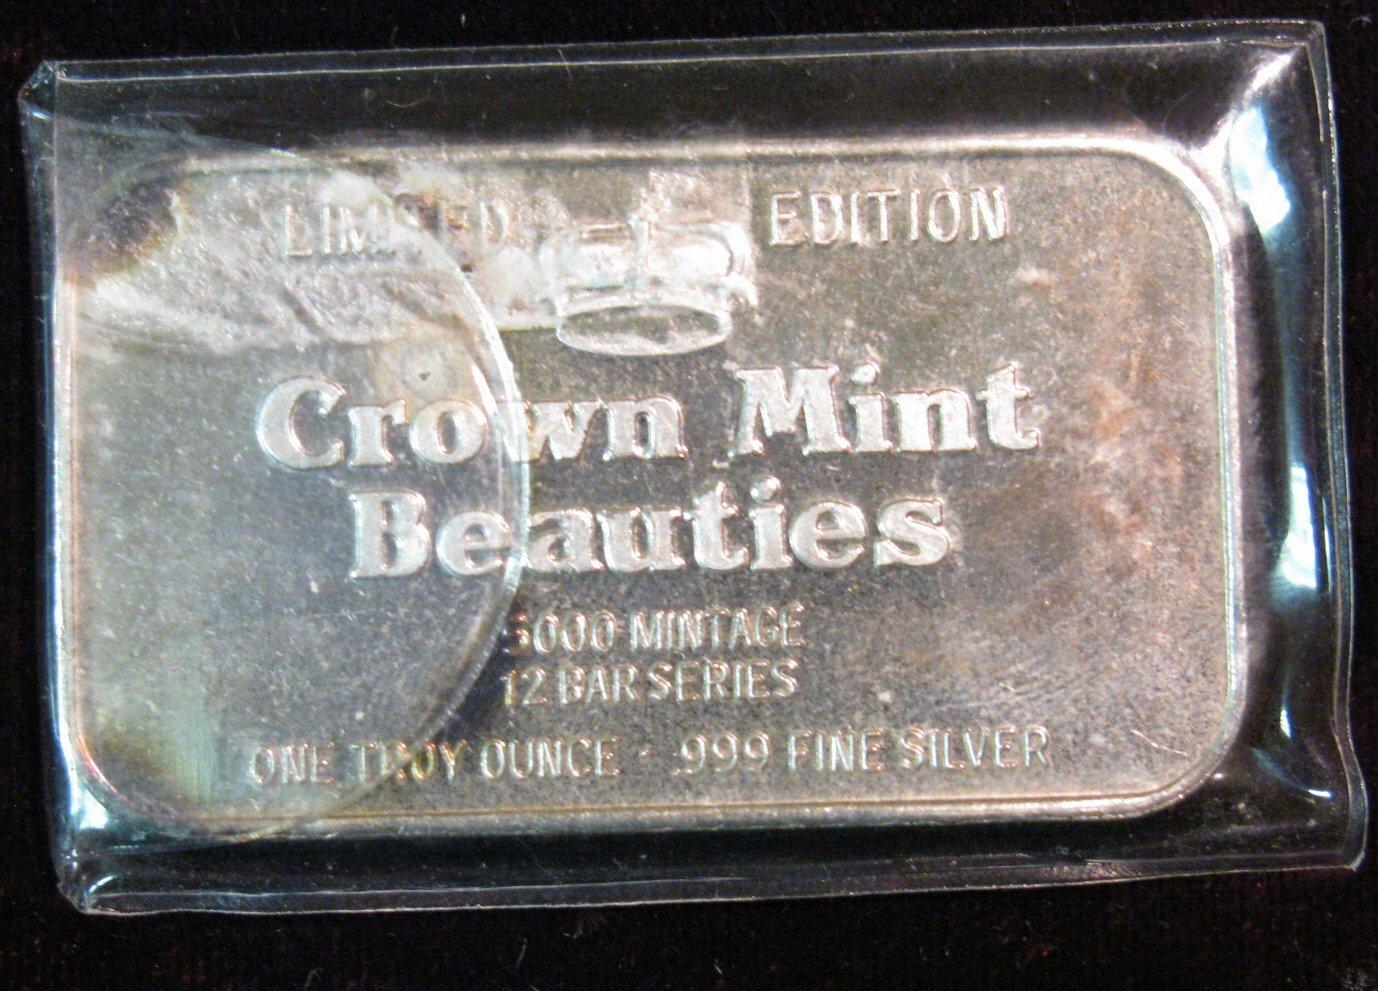 LIMITED EDITION
Crown Mint
Beauties
5000 MINTAGE
12 BAR SERIES
ONE TROY OUNCE - .999 FINE SILVER